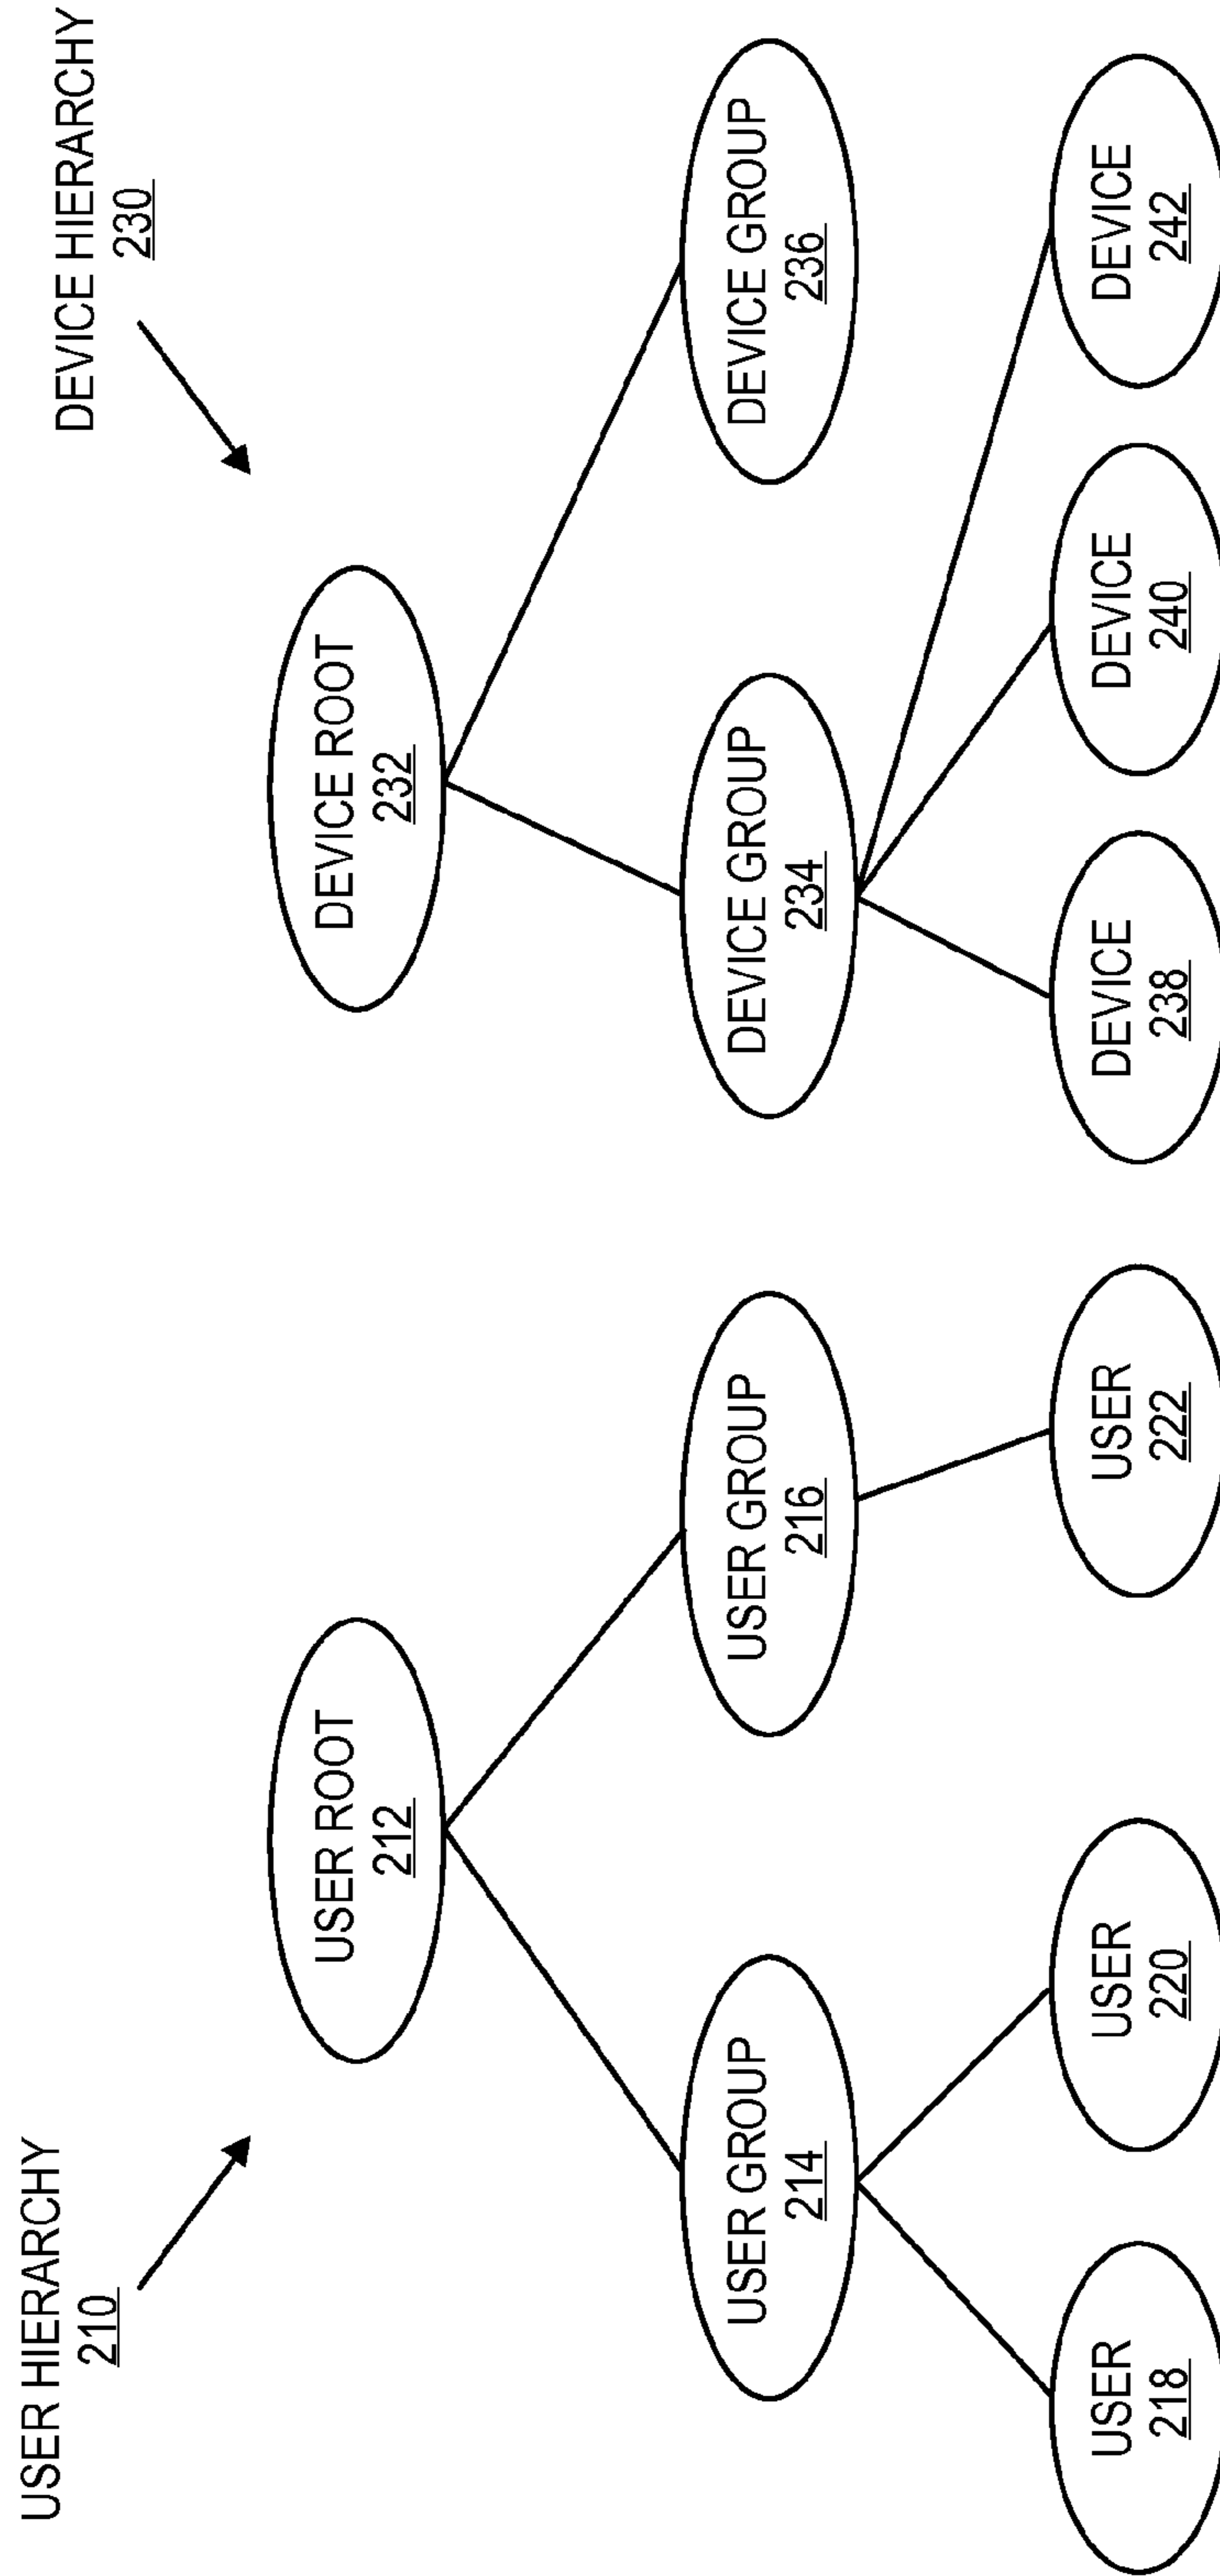 USER HIERARCHY
210
DEVICE HIERARCHY
230
USER ROOT
212
DEVICE ROOT
232
USER GROUP
214
USER GROUP
216
DEVICE GROUP
234
DEVICE GROUP
236
USER
218
USER
220
USER
222
DEVICE
238
DEVICE
240
DEVICE
242